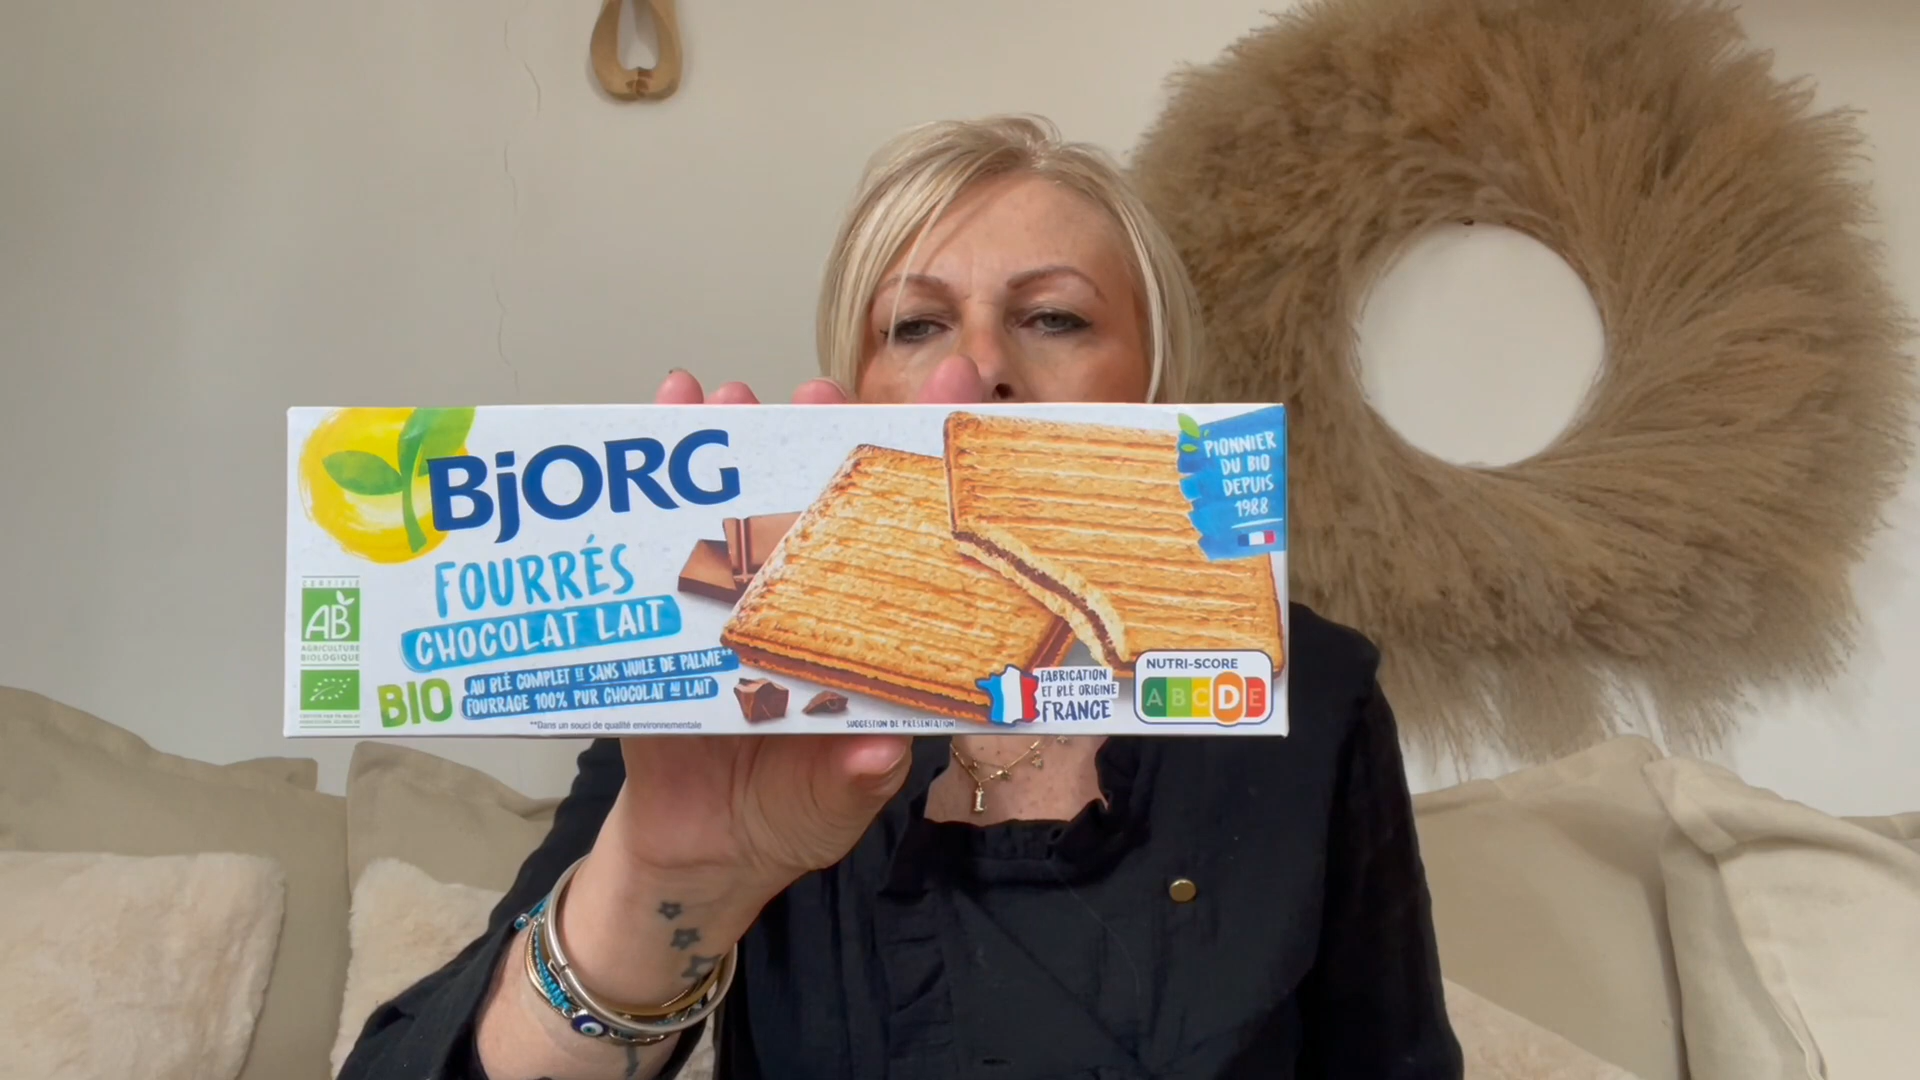 BJORG
FOURRÉS
CHOCOLAT LAIT
BIO
AU BLÉ COMPLET ET SANS HUILE DE PALME**
FOURRAGE 100% PUR CHOCOLAT AU LAIT
**Dans un souci de qualité environnementale
CERTIFIÉ
AB
AGRICULTURE
BIOLOGIQUE
SUGGESTION DE PRÉSENTATION
FABRICATION
ET BLÉ ORIGINE
FRANCE
PIONNIER
DU BIO
DEPUIS
1988
NUTRI-SCORE
A B C D E